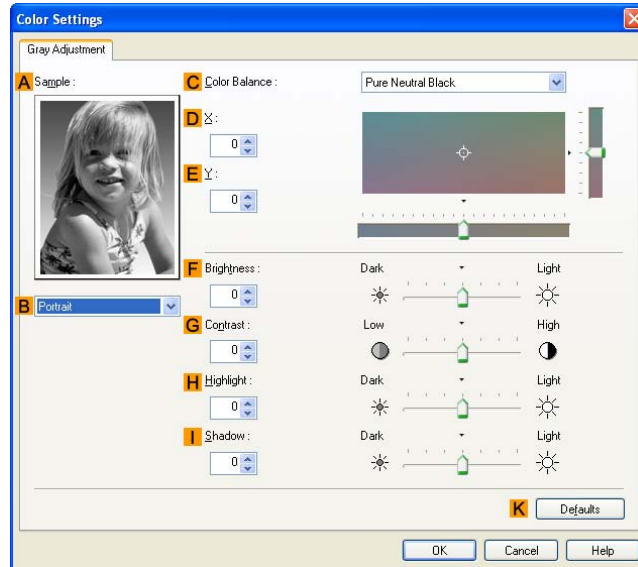 Color Settings
Gray Adjustment
A Sample :
B Portrait
C Color Balance :
Pure Neutral Black
D X:
0
E Y:
0
F Brightness :
0
Dark
Light
G Contrast :
0
Low
High
H Highlight :
0
Dark
Light
I Shadow :
0
Dark
Light
K Defaults
OK
Cancel
Help